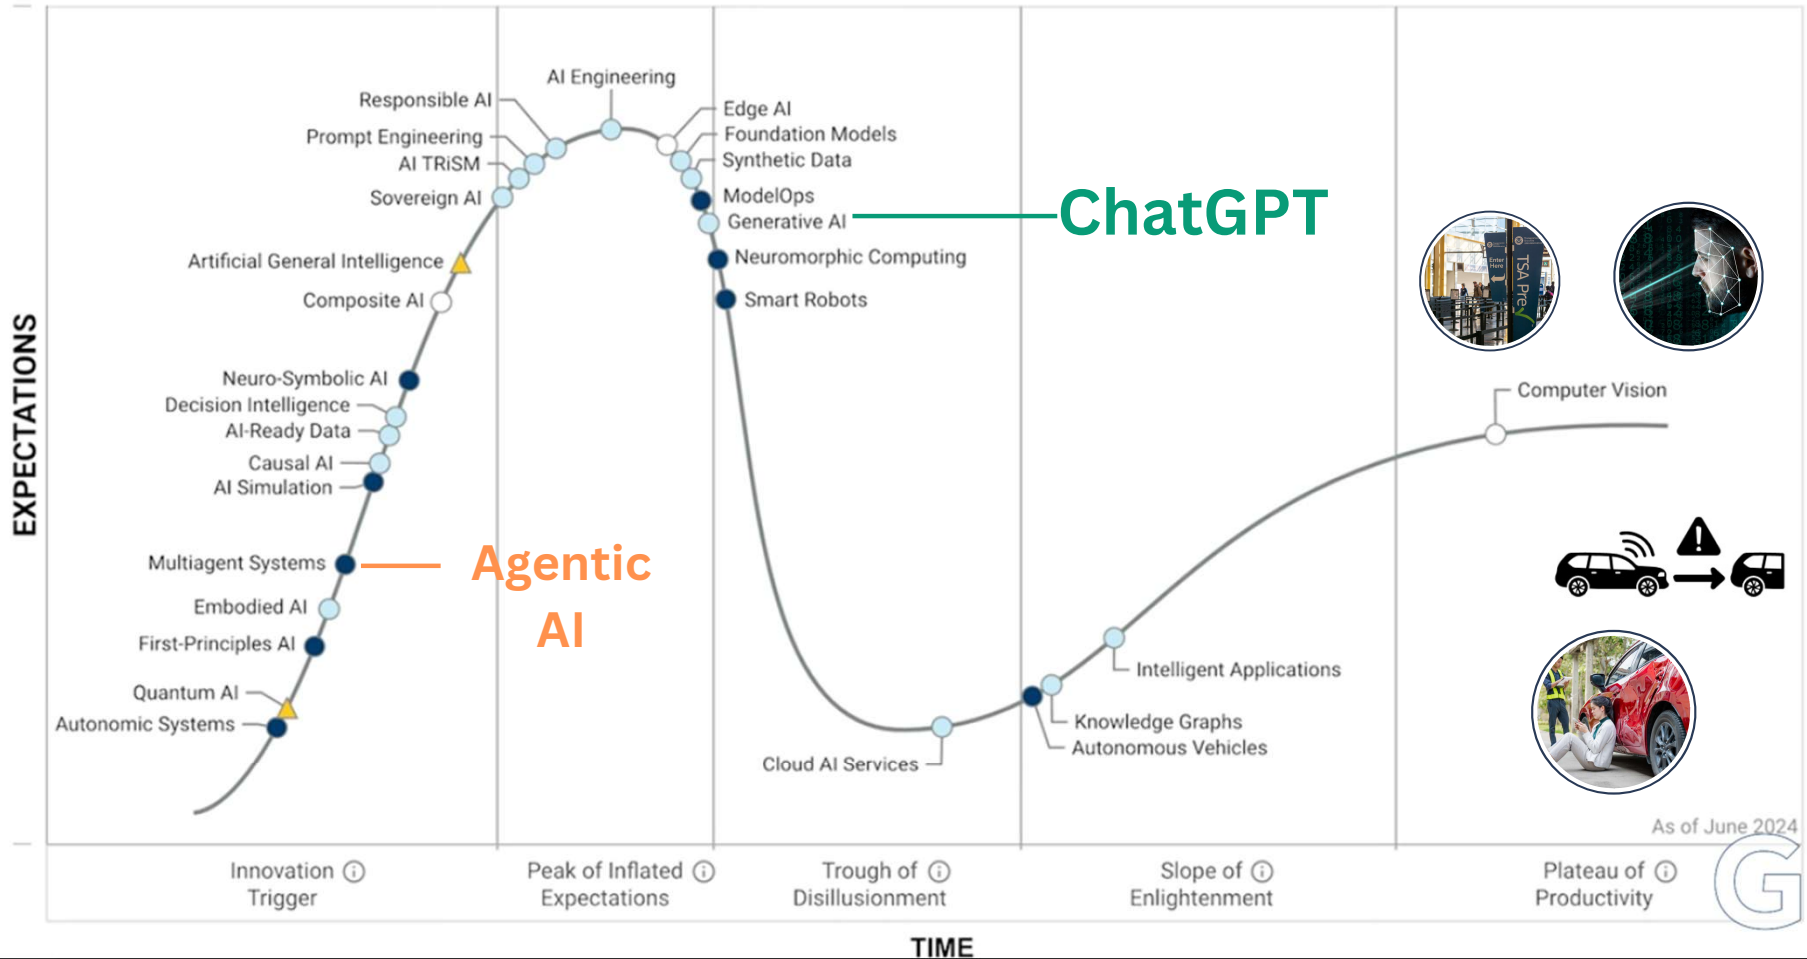 AI Engineering
Responsible AI
Edge AI
Prompt Engineering
Foundation Models
AI TRiSM
Synthetic Data
Sovereign AI
ModelOps
Generative AI
ChatGPT
Artificial General Intelligence
Neuromorphic Computing
Composite AI
Smart Robots
Enter
Here
TSA Pre
Neuro-Symbolic AI
Decision Intelligence
AI-Ready Data
Causal AI
AI Simulation
Computer Vision
EXPECTATIONS
Multiagent Systems
Agentic
AI
Embodied AI
First-Principles AI
Quantum AI
Autonomic Systems
Intelligent Applications
Knowledge Graphs
Autonomous Vehicles
Cloud AI Services
As of June 2024
Innovation
Trigger
Peak of Inflated
Expectations
Trough of
Disillusionment
Slope of
Enlightenment
Plateau of
Productivity
G
TIME